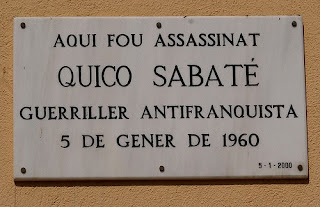 AQUI FOU ASSASSINAT
QUICO SABATÉ
GUERRILLER ANTIFRANQUISTA
5 DE GENER DE 1960
5-1-2000